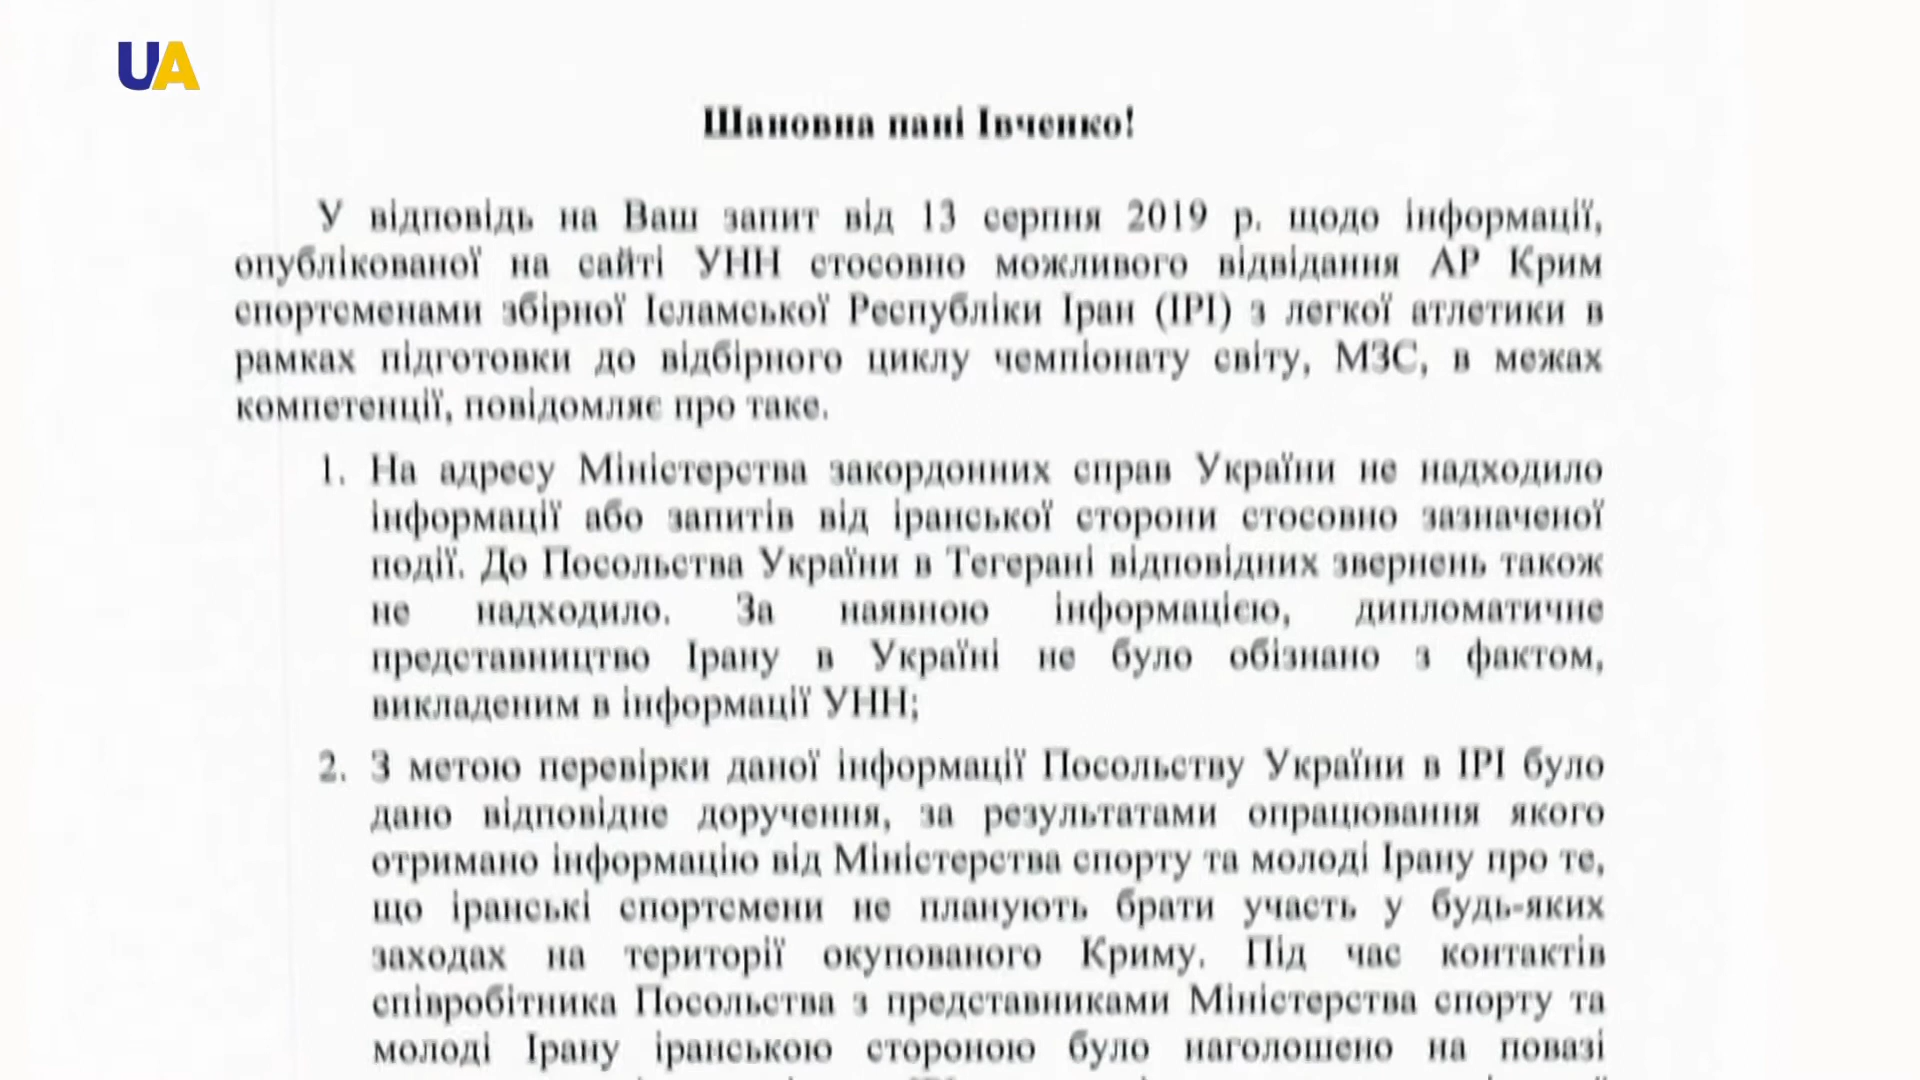 UA
Шановна пані Івченко!
У відповідь на Ваш запит від 13 серпня 2019 р. щодо інформації,
опублікованої на сайті УНН стосовно можливого відвідання АР Крим
спортсменами збірної Ісламської Республіки Іран (ІРІ) з легкої атлетики в
рамках підготовки до відбірного циклу чемпіонату світу, МЗС, в межах
компетенції, повідомляє про таке.
1. На адресу Міністерства закордонних справ України не надходило
інформації або запитів від іранської сторони стосовно зазначеної
події. До Посольства України в Тегерані відповідних звернень також
не надходило. За наявною інформацією, дипломатичне
представництво Ірану в Україні не було обізнано з фактом,
викладеним в інформації УНН;
2. З метою перевірки даної інформації Посольству України в ІРІ було
дано відповідне доручення, за результатами опрацювання якого
отримано інформацію від Міністерства спорту та молоді Ірану про те,
що іранські спортсмени не планують брати участь у будь-яких
заходах на території окупованого Криму. Під час контактів
співробітника Посольства з представниками Міністерства спорту та
молоді Ірану іранською стороною було наголошено на повазі